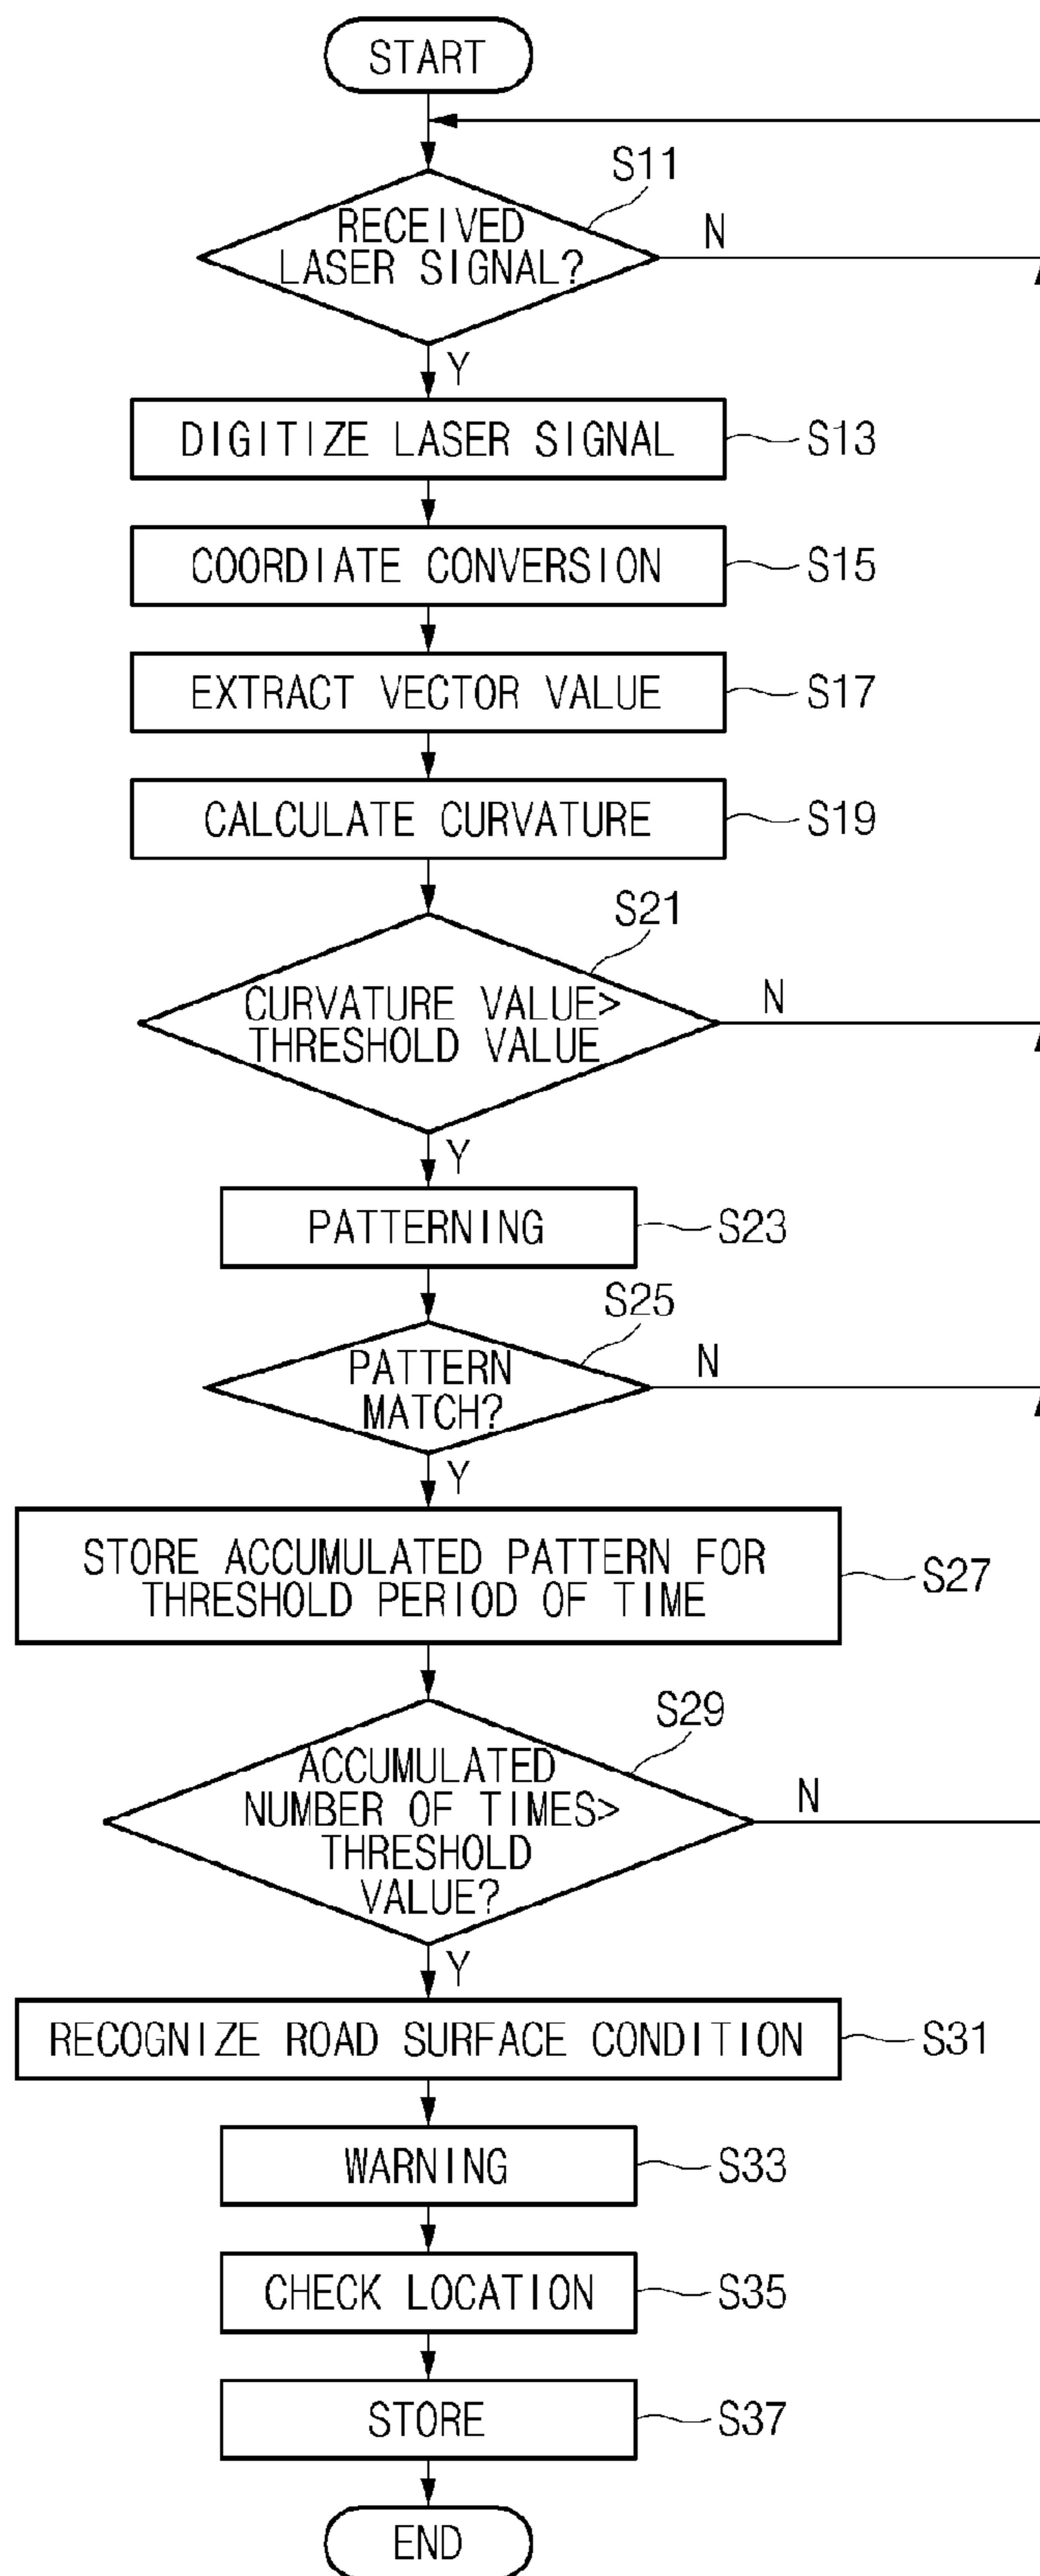 START
S11
RECEIVED
LASER SIGNAL?
N
Y
DIGITIZE LASER SIGNAL
S13
COORDIATE CONVERSION
S15
EXTRACT VECTOR VALUE
S17
CALCULATE CURVATURE
S19
S21
CURVATURE VALUE>
THRESHOLD VALUE
N
Y
PATTERNING
S23
S25
PATTERN
MATCH?
N
Y
STORE ACCUMULATED PATTERN FOR
THRESHOLD PERIOD OF TIME
S27
S29
ACCUMULATED
NUMBER OF TIMES>
THRESHOLD
VALUE?
N
Y
RECOGNIZE ROAD SURFACE CONDITION
S31
WARNING
S33
CHECK LOCATION
S35
STORE
S37
END